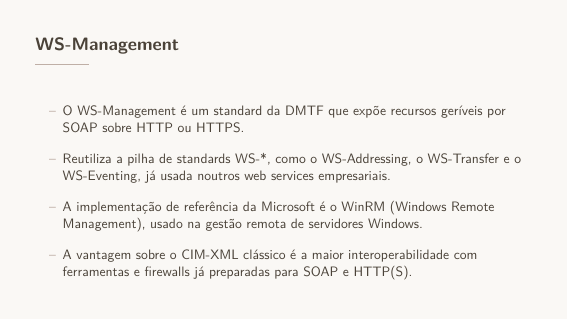 WS-Management
– O WS-Management é um standard da DMTF que expõe recursos geríveis por
SOAP sobre HTTP ou HTTPS.
– Reutiliza a pilha de standards WS-*, como o WS-Addressing, o WS-Transfer e o
WS-Eventing, já usada noutros web services empresariais.
– A implementação de referência da Microsoft é o WinRM (Windows Remote
Management), usado na gestão remota de servidores Windows.
– A vantagem sobre o CIM-XML clássico é a maior interoperabilidade com
ferramentas e firewalls já preparadas para SOAP e HTTP(S).